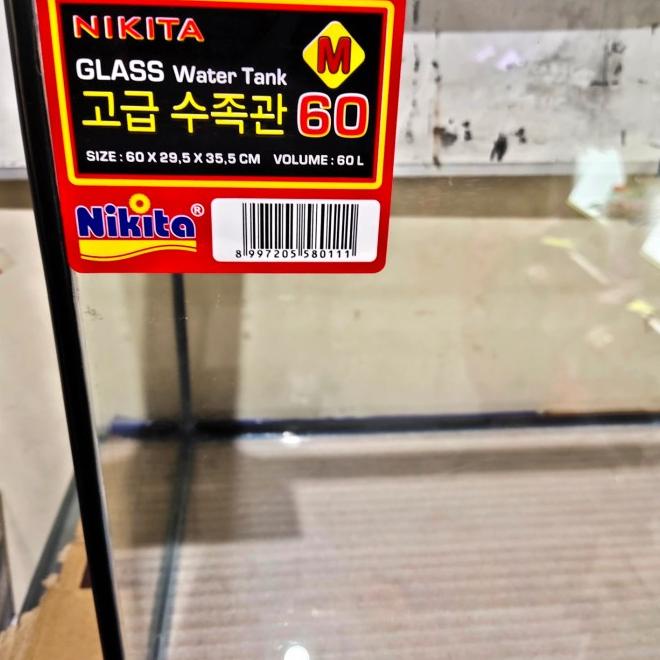 NIKITA
M
GLASS Water Tank
고급 수족관 60
SIZE : 60 X 29,5 X 35,5 CM VOLUME : 60 L
Nikita®
8 997205 580111